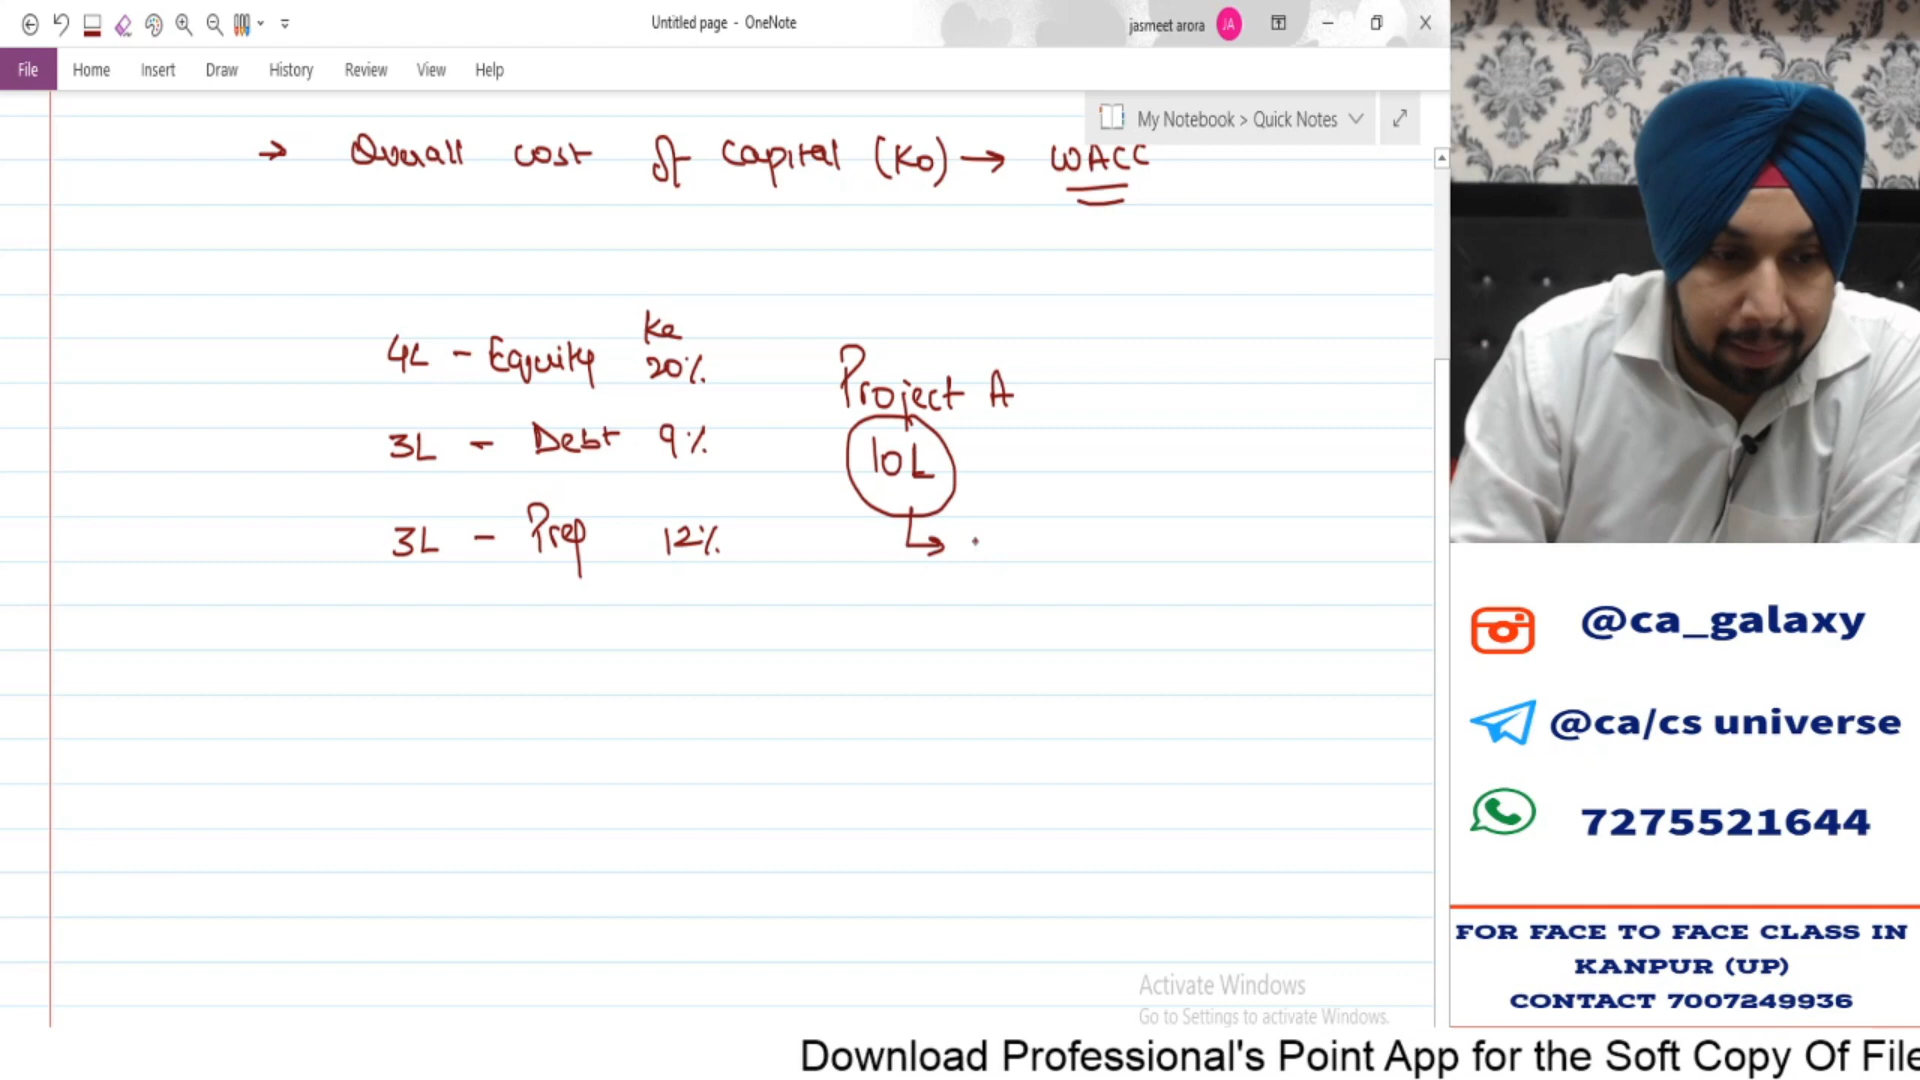 Untitled page - OneNote
jasmeet arora JA
File Home Insert Draw History Review View Help
My Notebook > Quick Notes
→ Overall cost of capital (Ko) → WACC
Ke
4L - Equity 20%
Project A
3L - Debt 9%
10L
3L - Pref 12%
@ca_galaxy
@ca/cs universe
7275521644
FOR FACE TO FACE CLASS IN
KANPUR (UP)
CONTACT 7007249936
Activate Windows
Go to Settings to activate Windows.
Download Professional's Point App for the Soft Copy Of File